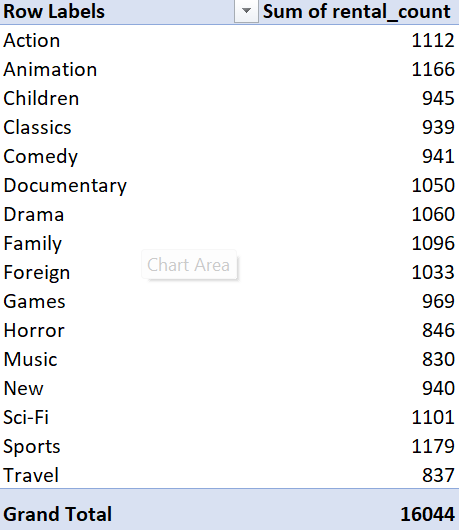 Row Labels Sum of rental_count
Action 1112
Animation 1166
Children 945
Classics 939
Comedy 941
Documentary 1050
Drama 1060
Family 1096
Chart Area
Foreign 1033
Games 969
Horror 846
Music 830
New 940
Sci-Fi 1101
Sports 1179
Travel 837
Grand Total 16044